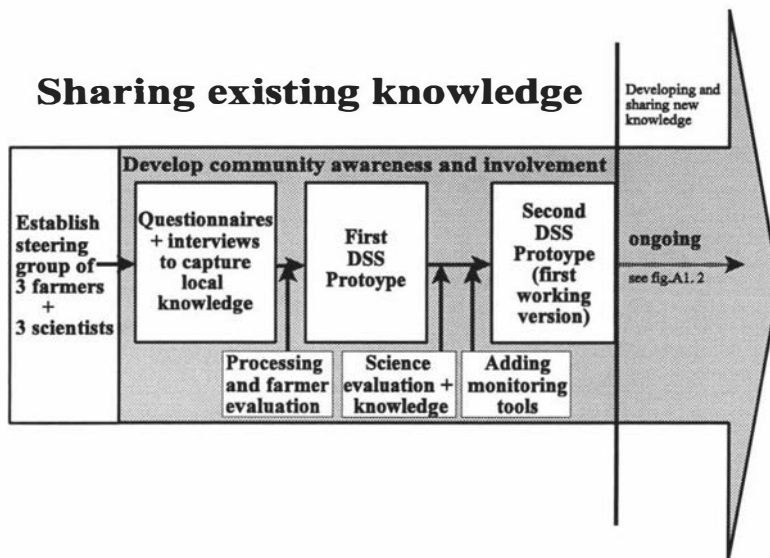 Sharing existing knowledge
Developing and
sharing new
knowledge
Develop community awareness and involvement
Establish
steering
group of
3 farmers
+
3 scientists
Questionnaires
+ interviews
to capture
local
knowledge
First
DSS
Protoype
Second
DSS
Protoype
(first
working
version)
ongoing
see fig.A1.2
Processing
and farmer
evaluation
Science
evaluation +
knowledge
Adding
monitoring
tools